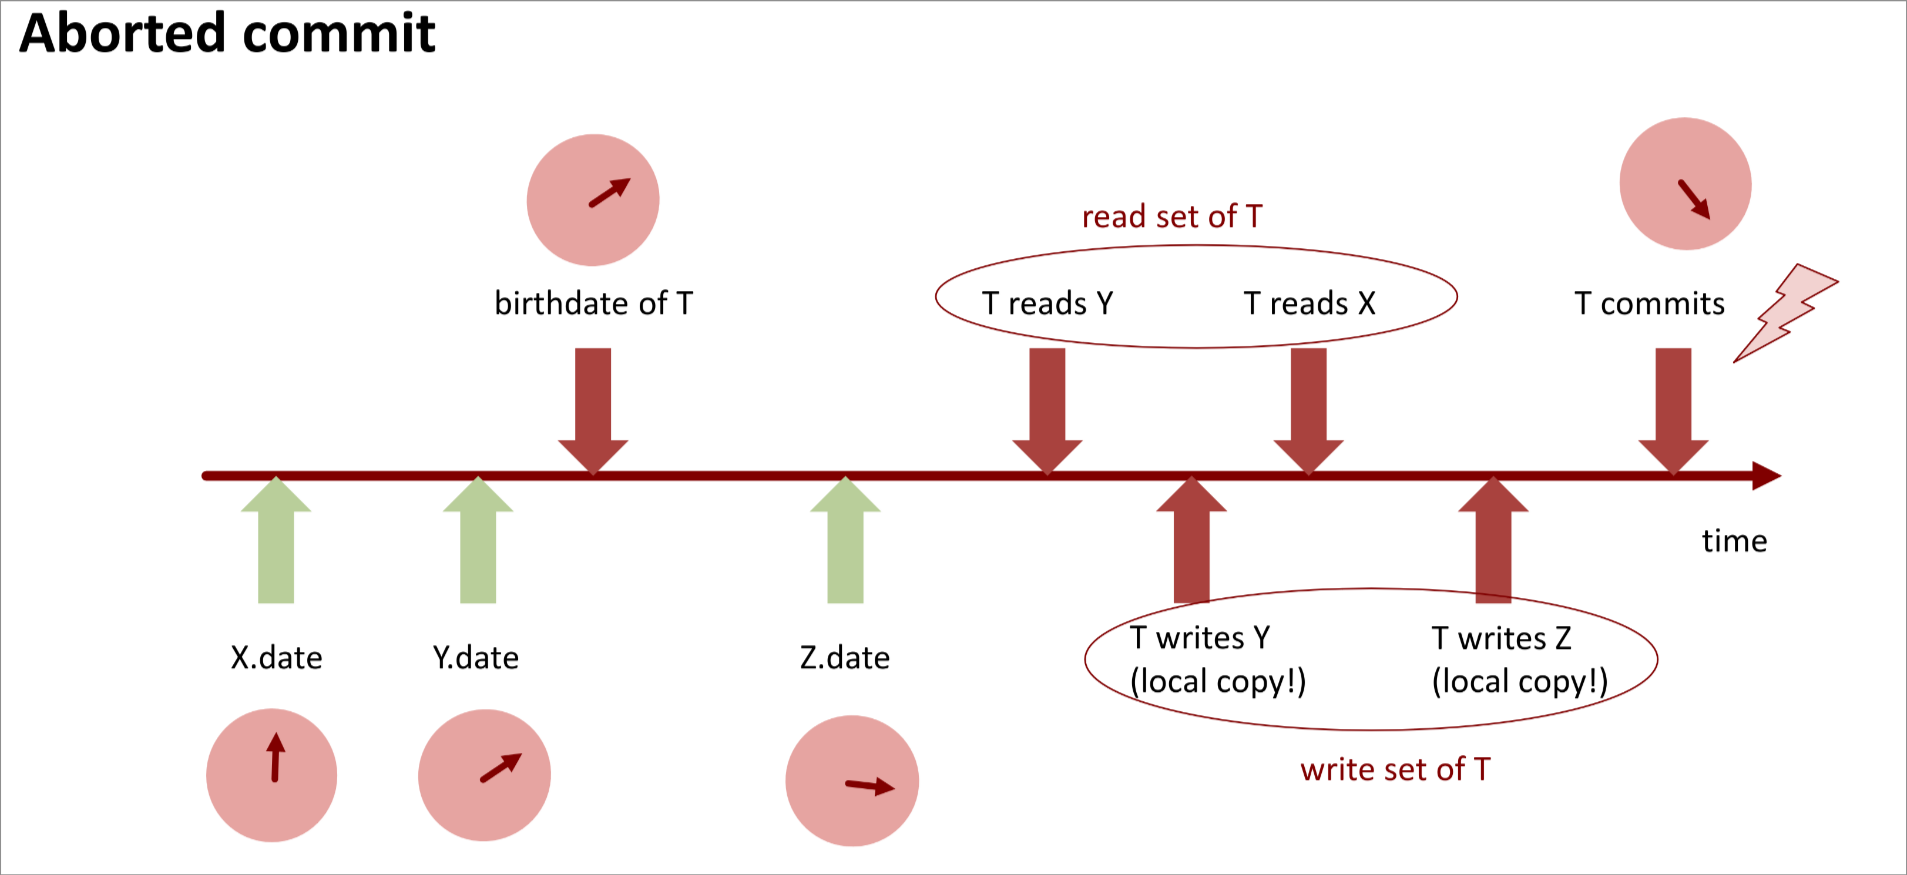 Aborted commit
read set of T
birthdate of T
T reads Y
T reads X
T commits
time
X.date
Y.date
Z.date
T writes Y
(local copy!)
T writes Z
(local copy!)
write set of T